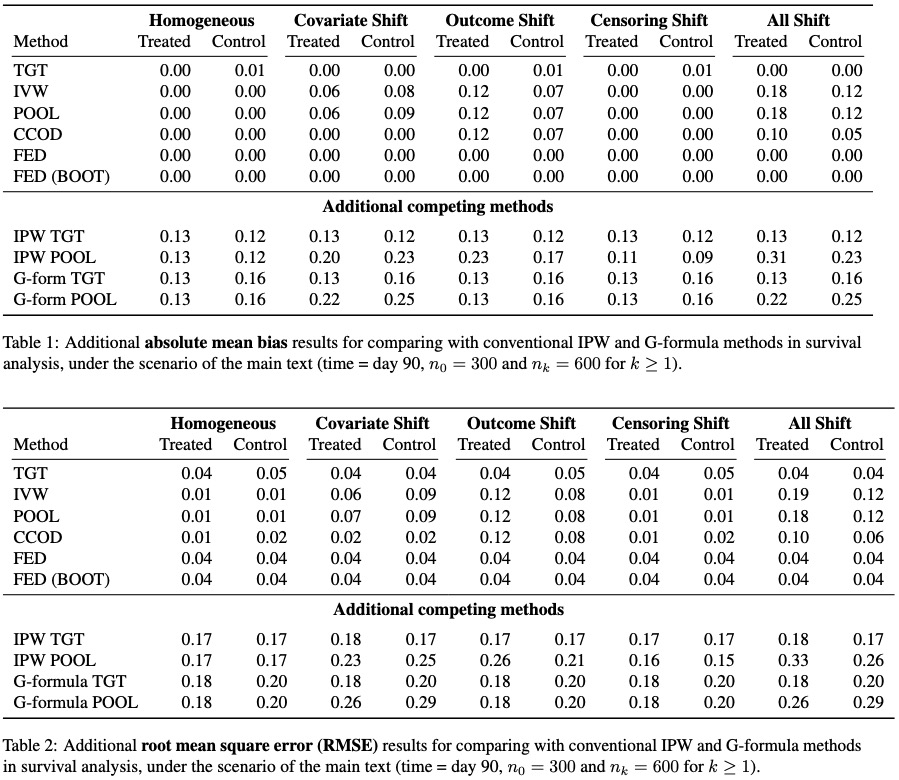 Homogeneous Covariate Shift Outcome Shift Censoring Shift All Shift
Method Treated Control Treated Control Treated Control Treated Control Treated Control
TGT 0.00 0.01 0.00 0.00 0.00 0.01 0.00 0.01 0.00 0.00
IVW 0.00 0.00 0.06 0.08 0.12 0.07 0.00 0.00 0.18 0.12
POOL 0.00 0.00 0.06 0.09 0.12 0.07 0.00 0.00 0.18 0.12
CCOD 0.00 0.00 0.00 0.00 0.12 0.07 0.00 0.00 0.10 0.05
FED 0.00 0.00 0.00 0.00 0.00 0.00 0.00 0.00 0.00 0.00
FED (BOOT) 0.00 0.00 0.00 0.00 0.00 0.00 0.00 0.00 0.00 0.00
Additional competing methods
IPW TGT 0.13 0.12 0.13 0.12 0.13 0.12 0.13 0.12 0.13 0.12
IPW POOL 0.13 0.12 0.20 0.23 0.23 0.17 0.11 0.09 0.31 0.23
G-form TGT 0.13 0.16 0.13 0.16 0.13 0.16 0.13 0.16 0.13 0.16
G-form POOL 0.13 0.16 0.22 0.25 0.13 0.16 0.13 0.16 0.22 0.25
Table 1: Additional absolute mean bias results for comparing with conventional IPW and G-formula methods in survival
analysis, under the scenario of the main text (time = day 90, n₀ = 300 and nₖ = 600 for k ≥ 1).
Homogeneous Covariate Shift Outcome Shift Censoring Shift All Shift
Method Treated Control Treated Control Treated Control Treated Control Treated Control
TGT 0.04 0.05 0.04 0.04 0.04 0.05 0.04 0.05 0.04 0.04
IVW 0.01 0.01 0.06 0.09 0.12 0.08 0.01 0.01 0.19 0.12
POOL 0.01 0.01 0.07 0.09 0.12 0.08 0.01 0.01 0.18 0.12
CCOD 0.01 0.02 0.02 0.02 0.12 0.08 0.01 0.02 0.10 0.06
FED 0.04 0.04 0.04 0.04 0.04 0.04 0.04 0.04 0.04 0.04
FED (BOOT) 0.04 0.04 0.04 0.04 0.04 0.04 0.04 0.04 0.04 0.04
Additional competing methods
IPW TGT 0.17 0.17 0.18 0.17 0.17 0.17 0.17 0.17 0.18 0.17
IPW POOL 0.17 0.17 0.23 0.25 0.26 0.21 0.16 0.15 0.33 0.26
G-formula TGT 0.18 0.20 0.18 0.20 0.18 0.20 0.18 0.20 0.18 0.20
G-formula POOL 0.18 0.20 0.26 0.29 0.18 0.20 0.18 0.20 0.26 0.29
Table 2: Additional root mean square error (RMSE) results for comparing with conventional IPW and G-formula methods
in survival analysis, under the scenario of the main text (time = day 90, n₀ = 300 and nₖ = 600 for k ≥ 1).